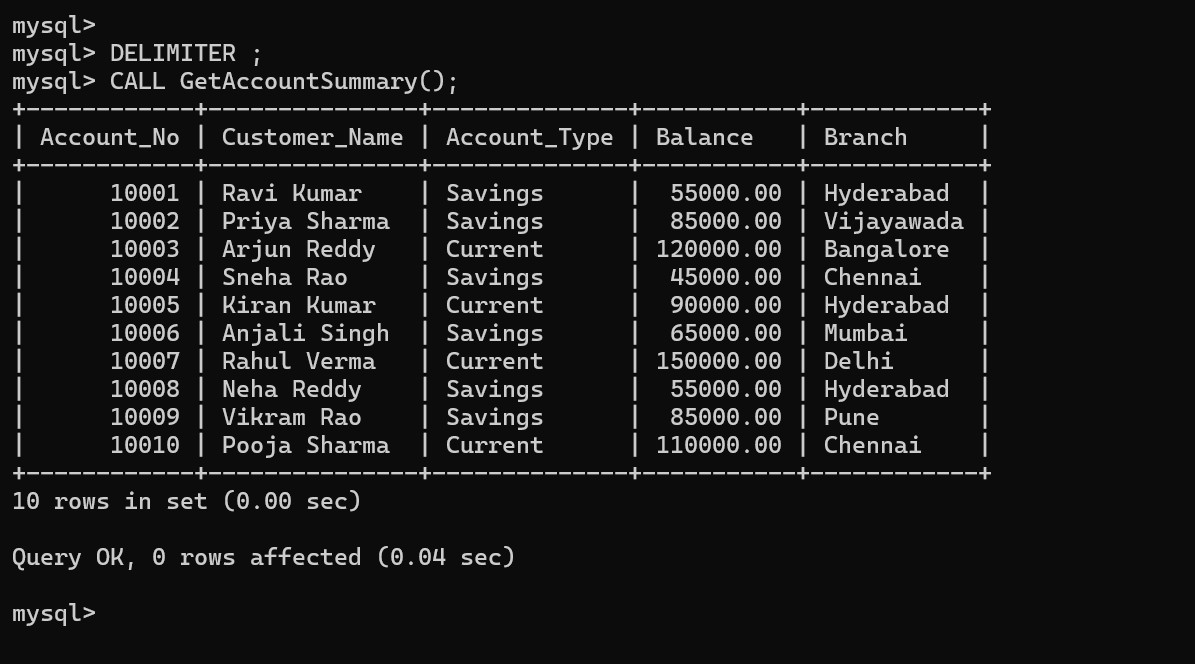 mysql>
mysql> DELIMITER ;
mysql> CALL GetAccountSummary();
+------------+---------------+--------------+-----------+------------+
| Account_No | Customer_Name | Account_Type | Balance   | Branch     |
+------------+---------------+--------------+-----------+------------+
|      10001 | Ravi Kumar    | Savings      |  55000.00 | Hyderabad  |
|      10002 | Priya Sharma  | Savings      |  85000.00 | Vijayawada |
|      10003 | Arjun Reddy   | Current      | 120000.00 | Bangalore  |
|      10004 | Sneha Rao     | Savings      |  45000.00 | Chennai    |
|      10005 | Kiran Kumar   | Current      |  90000.00 | Hyderabad  |
|      10006 | Anjali Singh  | Savings      |  65000.00 | Mumbai     |
|      10007 | Rahul Verma   | Current      | 150000.00 | Delhi      |
|      10008 | Neha Reddy    | Savings      |  55000.00 | Hyderabad  |
|      10009 | Vikram Rao    | Savings      |  85000.00 | Pune       |
|      10010 | Pooja Sharma  | Current      | 110000.00 | Chennai    |
+------------+---------------+--------------+-----------+------------+
10 rows in set (0.00 sec)

Query OK, 0 rows affected (0.04 sec)

mysql>